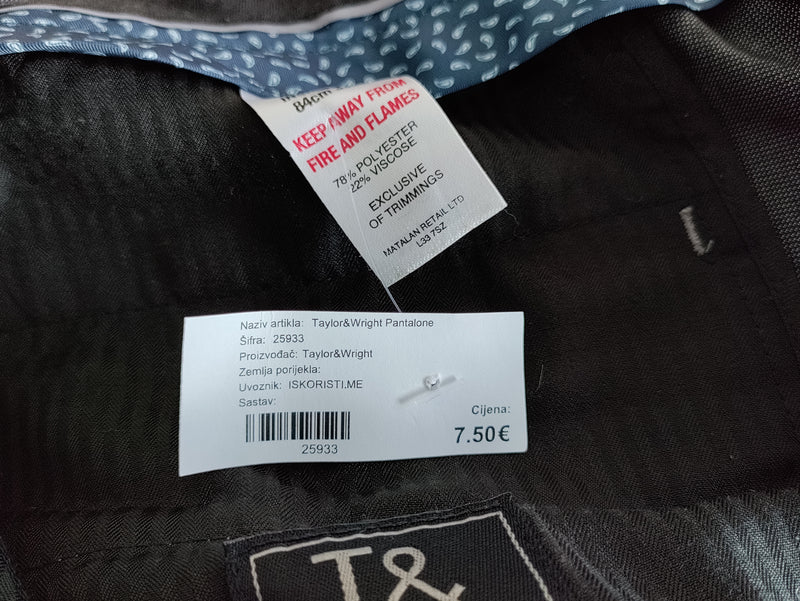 84cm
KEEP AWAY FROM
FIRE AND FLAMES
78% POLYESTER
22% VISCOSE
EXCLUSIVE
OF TRIMMINGS
MATALAN RETAIL LTD
L33 7SZ
Naziv artikla: Taylor&Wright Pantalone
Šifra: 25933
Proizvođač: Taylor&Wright
Zemlja porijekla:
Uvoznik: ISKORISTI.ME
Sastav:
25933
Cijena:
7.50€
T&